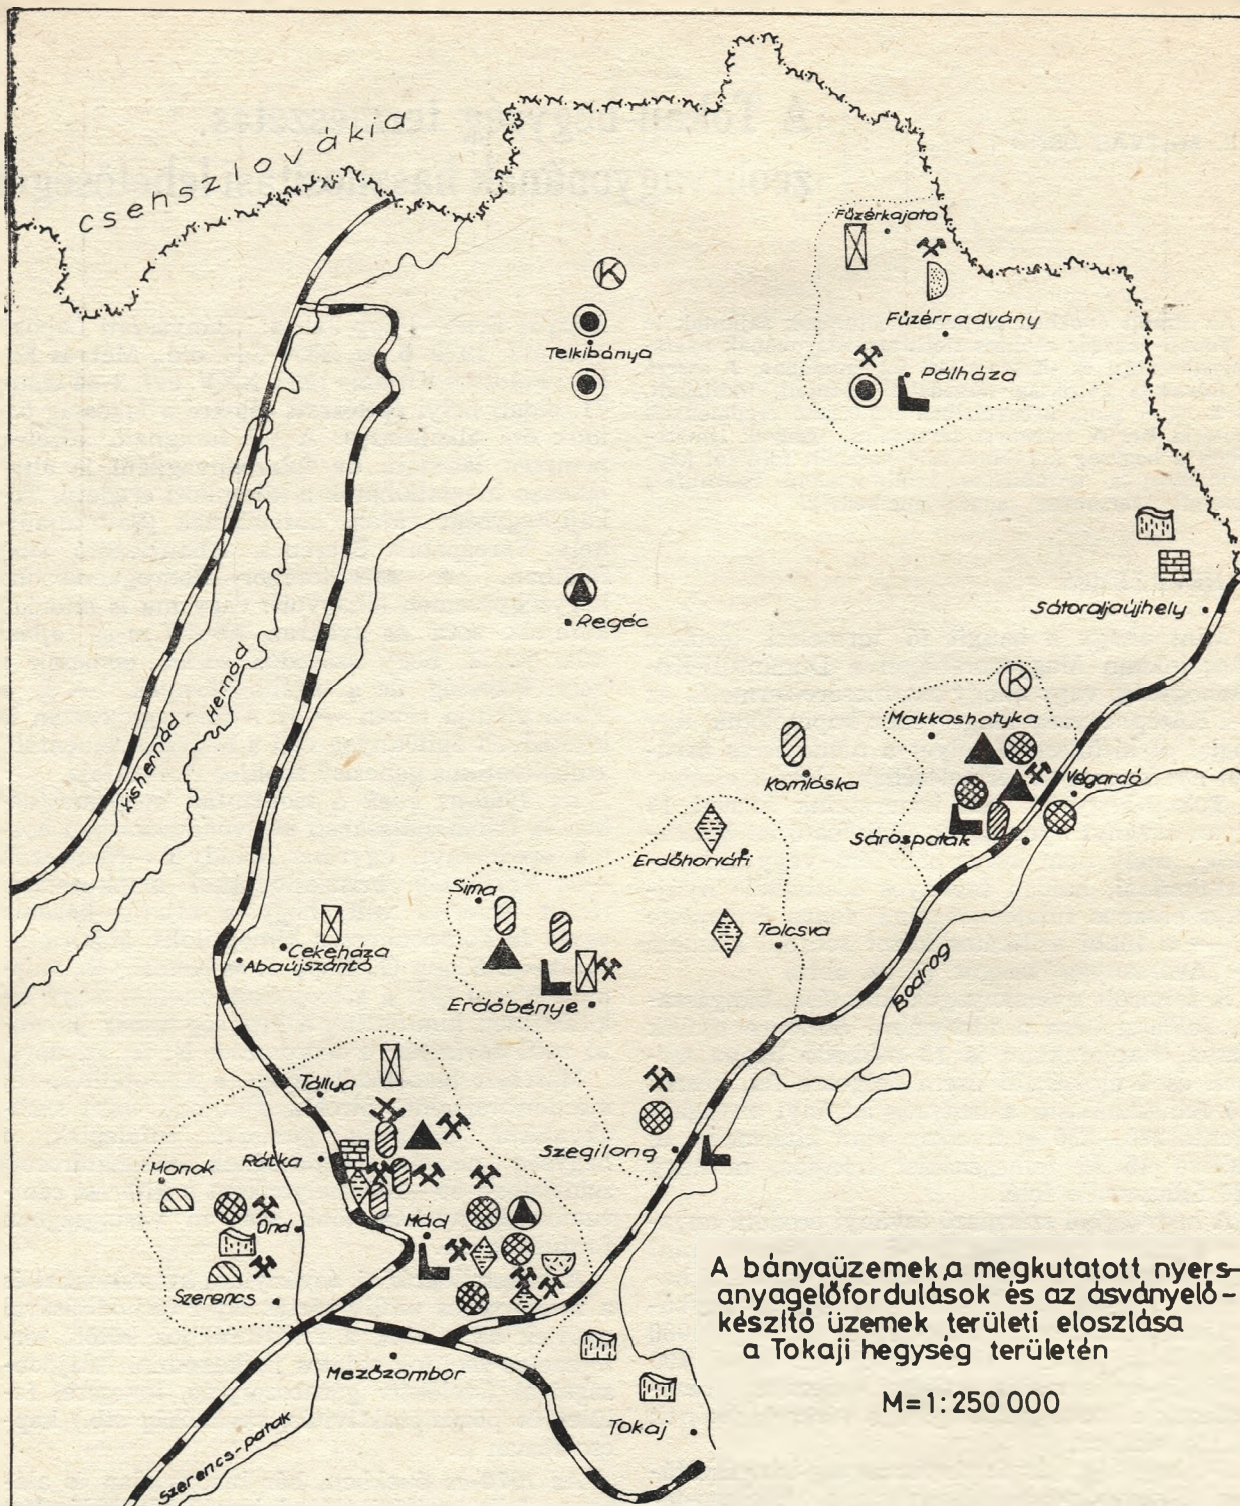 Csehszlovákia
Fűzérkajata
Fűzérradvány
Telkibánya
Pálháza
Sátoraljaújhely
Regéc
Hernád
Kishernád
Makkoshotyka
Komlóska
Végardó
Sárospatak
Erdőhorváti
Sima
Tolcsva
Cekeháza
Abaújszántó
Erdőbénye
Bodrog
Tállya
Szegilong
Monok
Rátka
Ond
Mád
Szerencs
Mezőzombor
Tokaj
Szerencs-patak
A bányaüzemek,a megkutatott nyers-
anyagelőfordulások és az ásványelő-
készítő üzemek területi eloszlása
a Tokaji hegység területén
M=1:250 000
K
K